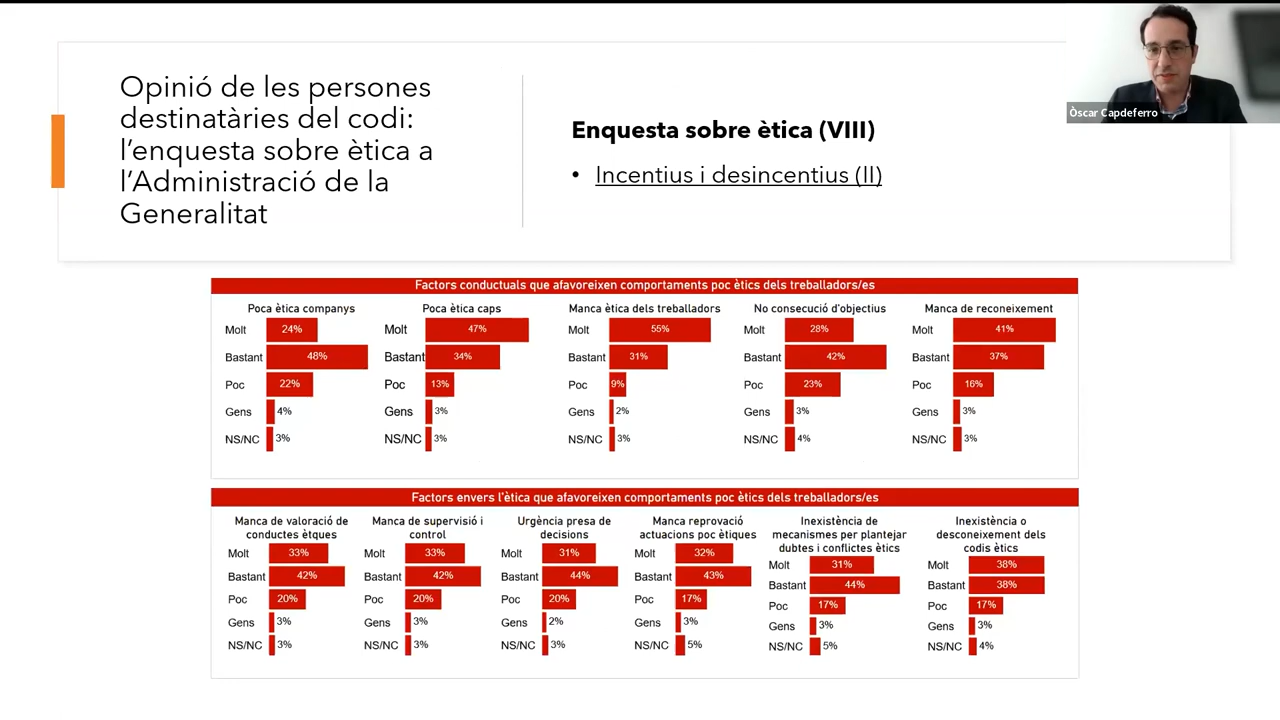 Opinió de les persones
destinatàries del codi:
l'enquesta sobre ètica a
l'Administració de la
Generalitat
Enquesta sobre ètica (VIII)
• Incentius i desincentius (II)
Òscar Capdeferro
Factors conductuals que afavoreixen comportaments poc ètics dels treballadors/es
Poca ètica companys
Molt 24%
Bastant 48%
Poc 22%
Gens 4%
NS/NC 3%
Poca ètica caps
Molt 47%
Bastant 34%
Poc 13%
Gens 3%
NS/NC 3%
Manca ètica dels treballadors
Molt 55%
Bastant 31%
Poc 9%
Gens 2%
NS/NC 3%
No consecució d'objectius
Molt 28%
Bastant 42%
Poc 23%
Gens 3%
NS/NC 4%
Manca de reconeixement
Molt 41%
Bastant 37%
Poc 16%
Gens 3%
NS/NC 3%
Factors envers l'ètica que afavoreixen comportaments poc ètics dels treballadors/es
Manca de valoració de
conductes ètques
Molt 33%
Bastant 42%
Poc 20%
Gens 3%
NS/NC 3%
Manca de supervisió i
control
Molt 33%
Bastant 42%
Poc 20%
Gens 3%
NS/NC 3%
Urgència presa de
decisions
Molt 31%
Bastant 44%
Poc 20%
Gens 2%
NS/NC 3%
Manca reprovació
actuacions poc ètiques
Molt 32%
Bastant 43%
Poc 17%
Gens 3%
NS/NC 5%
Inexistència de
mecanismes per plantejar
dubtes i conflictes ètics
Molt 31%
Bastant 44%
Poc 17%
Gens 3%
NS/NC 5%
Inexistència o
desconeixement dels
codis ètics
Molt 38%
Bastant 38%
Poc 17%
Gens 3%
NS/NC 4%